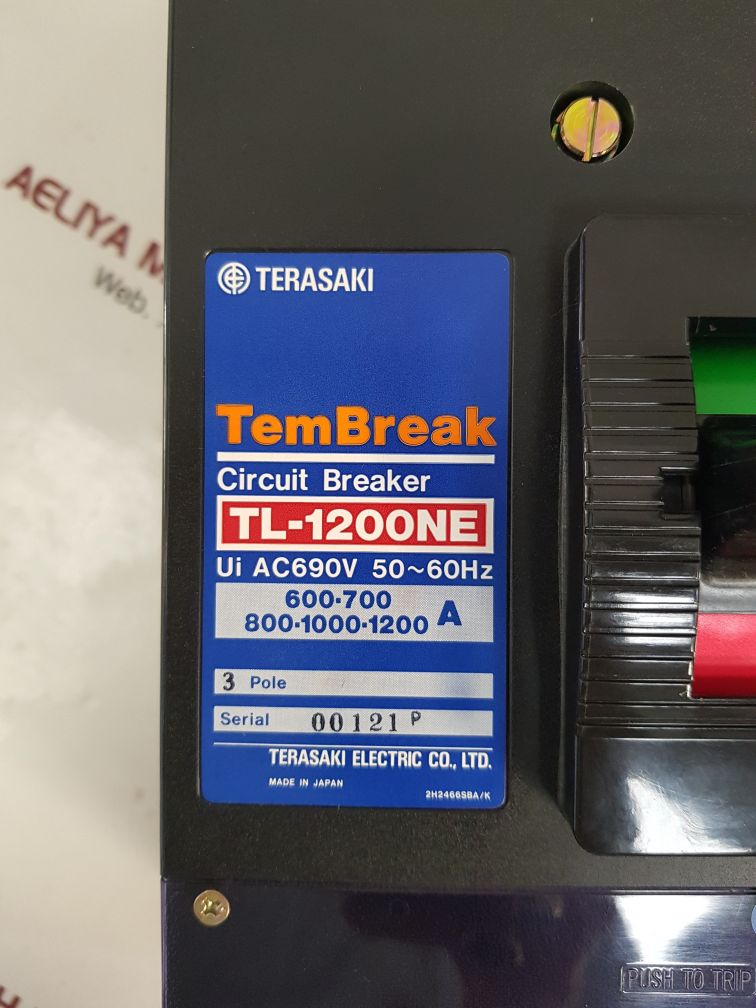 AELIYA M
Web.
TERASAKI
TemBreak
Circuit Breaker
TL-1200NE
Ui AC690V 50~60Hz
600·700
800·1000·1200 A
3 Pole
Serial 00121 P
TERASAKI ELECTRIC CO., LTD.
MADE IN JAPAN
2H2466SBA/K
PUSH TO TRIP